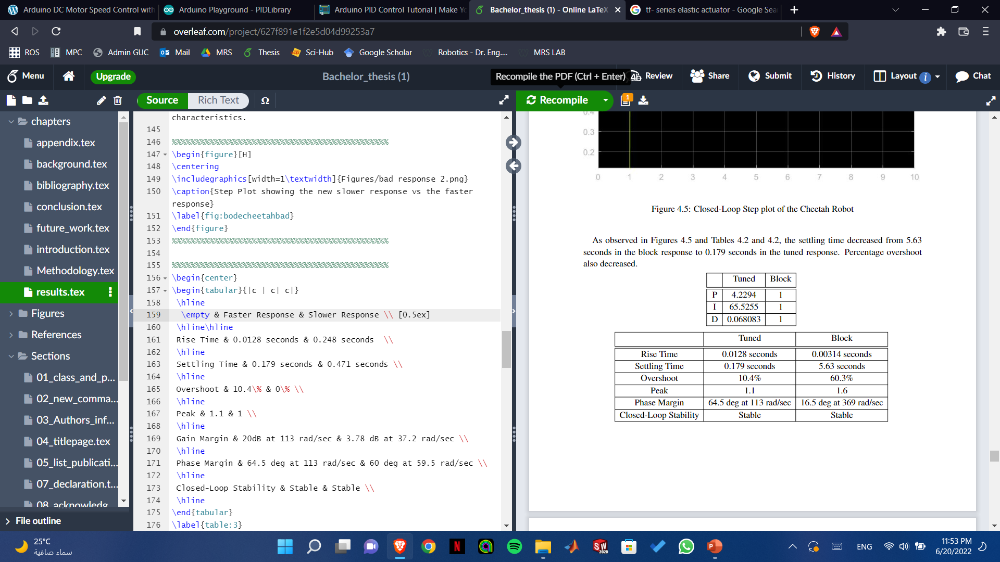 Arduino DC Motor Speed Control with
Arduino Playground - PIDLibrary
Arduino PID Control Tutorial | Make Yo
Bachelor_thesis (1) - Online LaTeX
tf- series elastic actuator - Google Sea
overleaf.com/project/627f891e1f2e5d04d99253a7
ROS
MPC
Admin GUC
Mail
MRS
Thesis
Sci-Hub
Google Scholar
Robotics - Dr. Eng....
MRS LAB
Menu
Upgrade
Bachelor_thesis (1)
Recompile the PDF (Ctrl + Enter)
Review
Share
Submit
History
Layout
Chat
Source
Rich Text
Ω
Recompile
1
chapters
appendix.tex
background.tex
bibliography.tex
conclusion.tex
future_work.tex
introduction.tex
Methodology.tex
results.tex
Figures
References
Sections
01_class_and_p...
02_new_comma...
03_Authors_inf...
04_titlepage.tex
05_list_publicati...
07_declaration.t...
08_acknowledg
File outline
characteristics.
145
146 %%%%%%%%%%%%%%%%%%%%%%%%%%%%%%%%%%%%%%%%%%%%%%
147 \begin{figure}[H]
148 \centering
149 \includegraphics[width=1\textwidth]{Figures/bad response 2.png}
150 \caption{Step Plot showing the new slower response vs the faster
response}
151 \label{fig:bodecheetahbad}
152 \end{figure}
153 %%%%%%%%%%%%%%%%%%%%%%%%%%%%%%%%%%%%%%%%%%%%%%
154
155 %%%%%%%%%%%%%%%%%%%%%%%%%%%%%%%%%%%%%%%%%%%%%%
156 \begin{center}
157 \begin{tabular}{|c | c| c|}
158 \hline
159 \empty & Faster Response & Slower Response \\ [0.5ex]
160 \hline\hline
161 Rise Time & 0.0128 seconds & 0.248 seconds \\
162 \hline
163 Settling Time & 0.179 seconds & 0.471 seconds \\
164 \hline
165 Overshoot & 10.4\% & 0\% \\
166 \hline
167 Peak & 1.1 & 1 \\
168 \hline
169 Gain Margin & 20dB at 113 rad/sec & 3.78 dB at 37.2 rad/sec \\
170 \hline
171 Phase Margin & 64.5 deg at 113 rad/sec & 60 deg at 59.5 rad/sec \\
172 \hline
173 Closed-Loop Stability & Stable & Stable \\
174 \hline
175 \end{tabular}
176 \label{table:3}
0.4
0.3
0.2
0 1 2 3 4 5 6 7 8 9 10
Figure 4.5: Closed-Loop Step plot of the Cheetah Robot
As observed in Figures 4.5 and Tables 4.2 and 4.2, the settling time decreased from 5.63
seconds in the block response to 0.179 seconds in the tuned response. Percentage overshoot
also decreased.
Tuned Block
P 4.2294 1
I 65.5255 1
D 0.068083 1
Tuned Block
Rise Time 0.0128 seconds 0.00314 seconds
Settling Time 0.179 seconds 5.63 seconds
Overshoot 10.4% 60.3%
Peak 1.1 1.6
Phase Margin 64.5 deg at 113 rad/sec 16.5 deg at 369 rad/sec
Closed-Loop Stability Stable Stable
25°C
سماء صافية
SW
2020
ENG
11:53 PM
6/20/2022